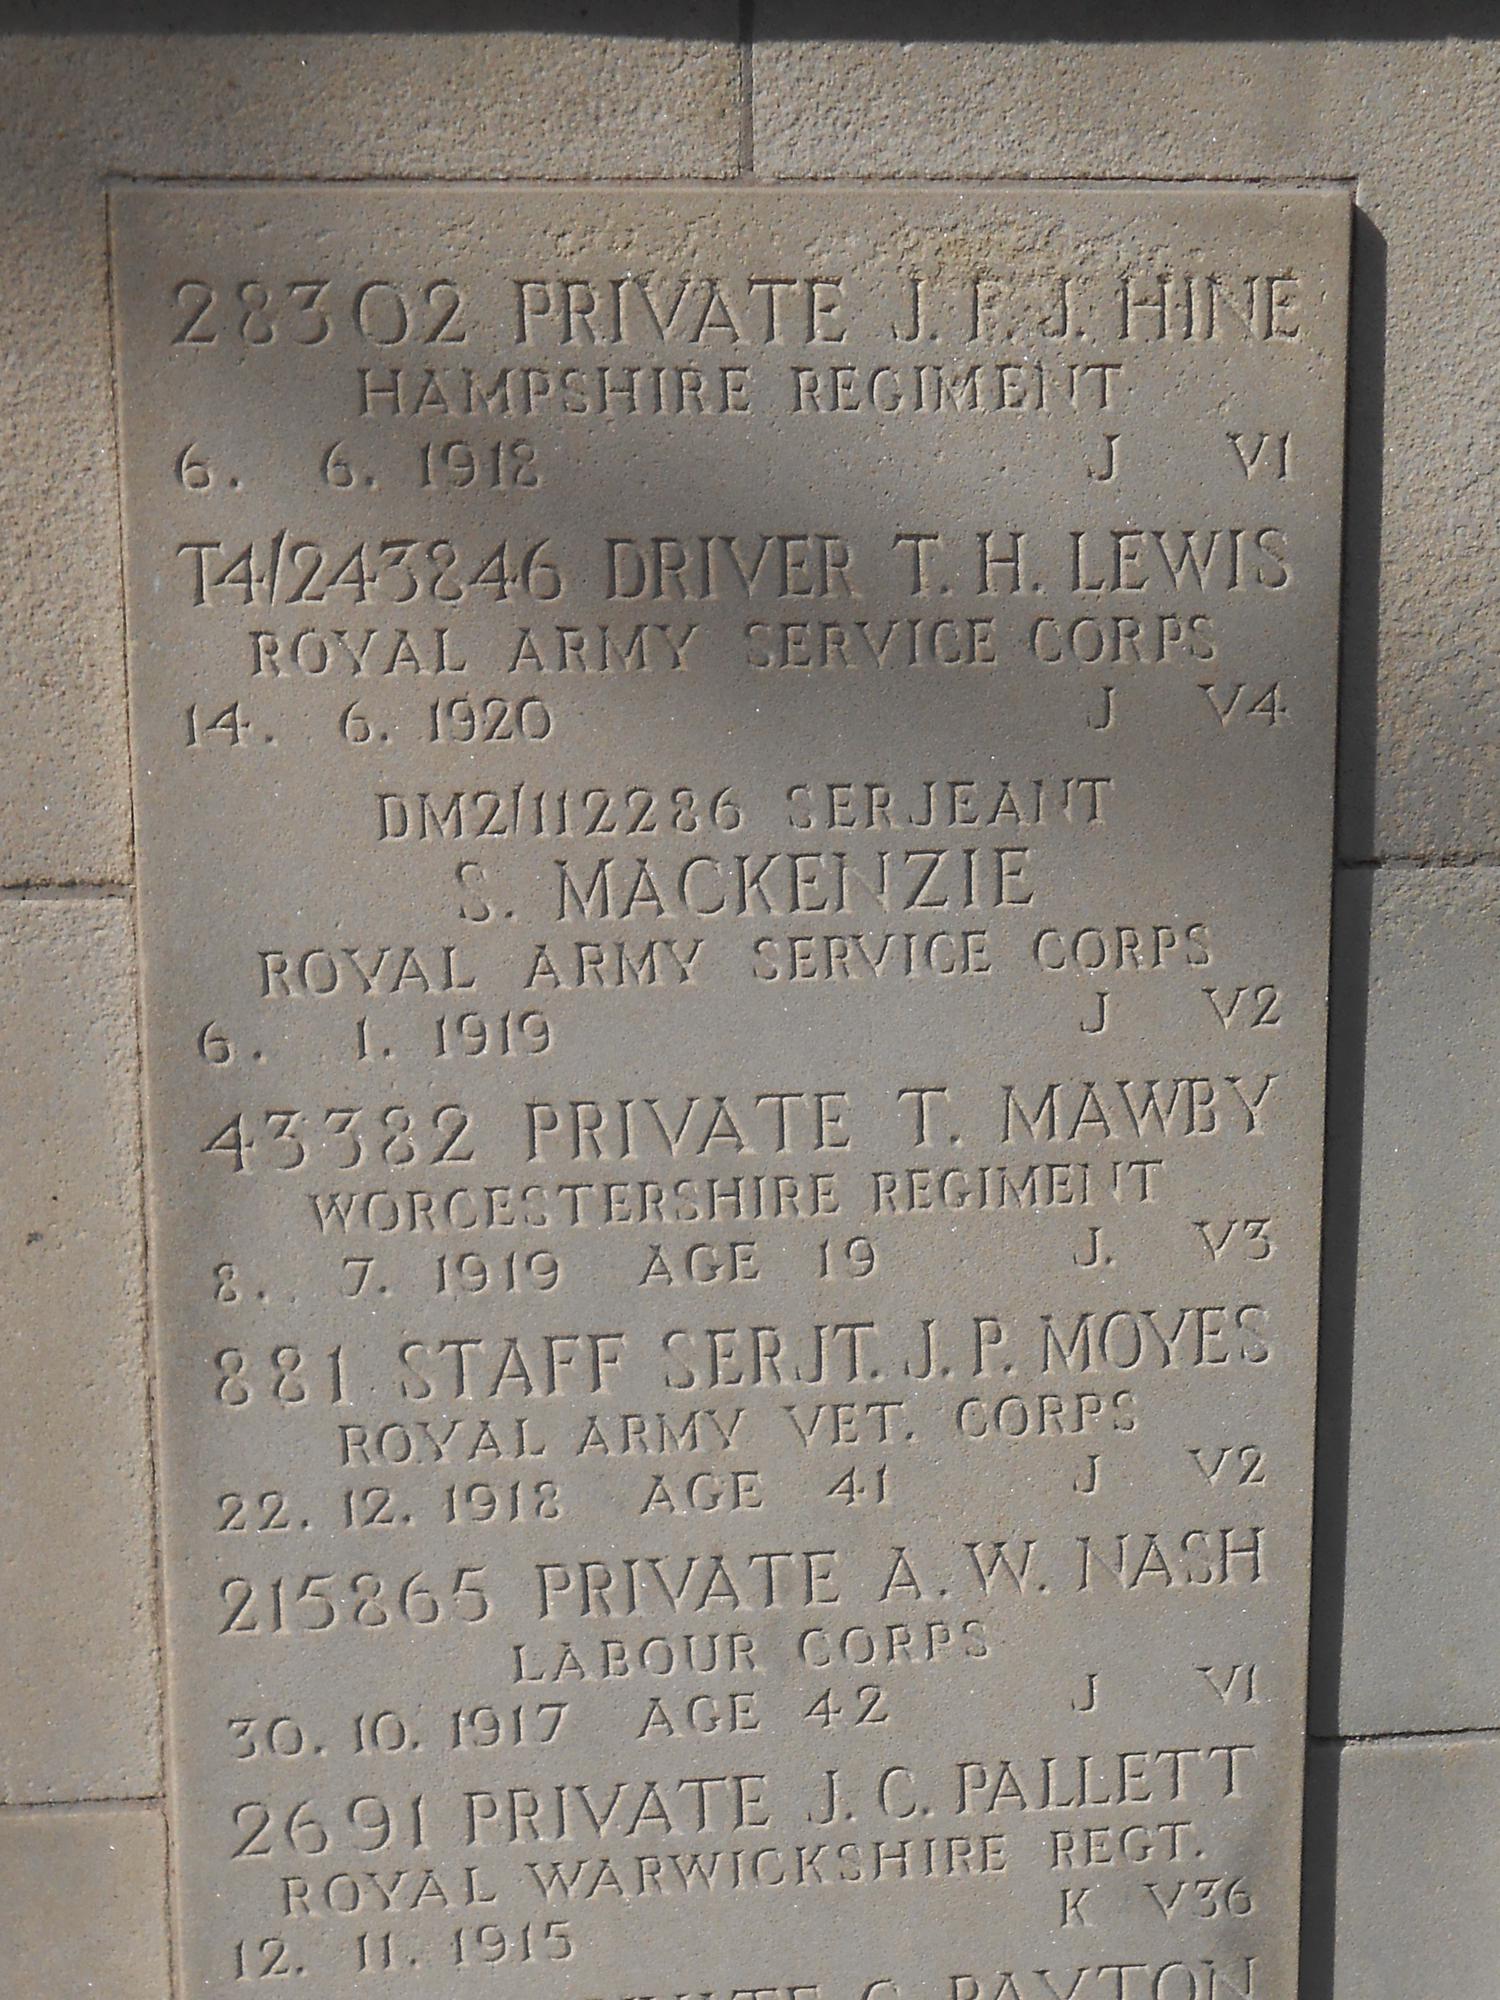 28302 PRIVATE J. F. J. HINE
HAMPSHIRE REGIMENT
6. 6. 1918 J V1
T4/243846 DRIVER T. H. LEWIS
ROYAL ARMY SERVICE CORPS
14. 6. 1920 J V4
DM2/112286 SERJEANT
S. MACKENZIE
ROYAL ARMY SERVICE CORPS
6. 1. 1919 J V2
43382 PRIVATE T. MAWBY
WORCESTERSHIRE REGIMENT
8. 7. 1919 AGE 19 J. V3
881 STAFF SERJT. J. P. MOYES
ROYAL ARMY VET. CORPS
22. 12. 1918 AGE 41 J V2
215865 PRIVATE A. W. NASH
LABOUR CORPS
30. 10. 1917 AGE 42 J V1
2691 PRIVATE J. C. PALLETT
ROYAL WARWICKSHIRE REGT.
12. 11. 1915 K V36
PAYTON